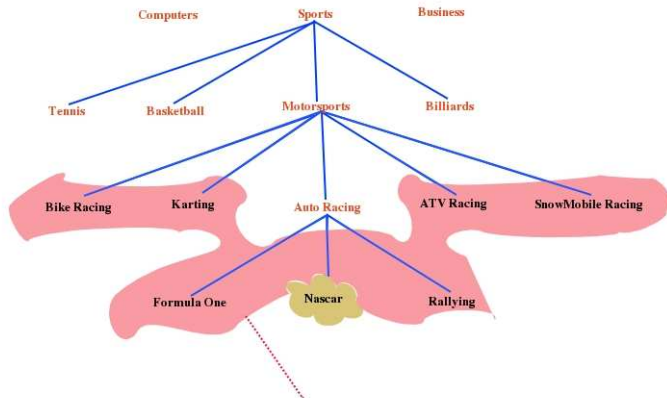 Computers
Sports
Business
Tennis
Basketball
Motorsports
Billiards
Bike Racing
Karting
Auto Racing
ATV Racing
SnowMobile Racing
Formula One
Nascar
Rallying